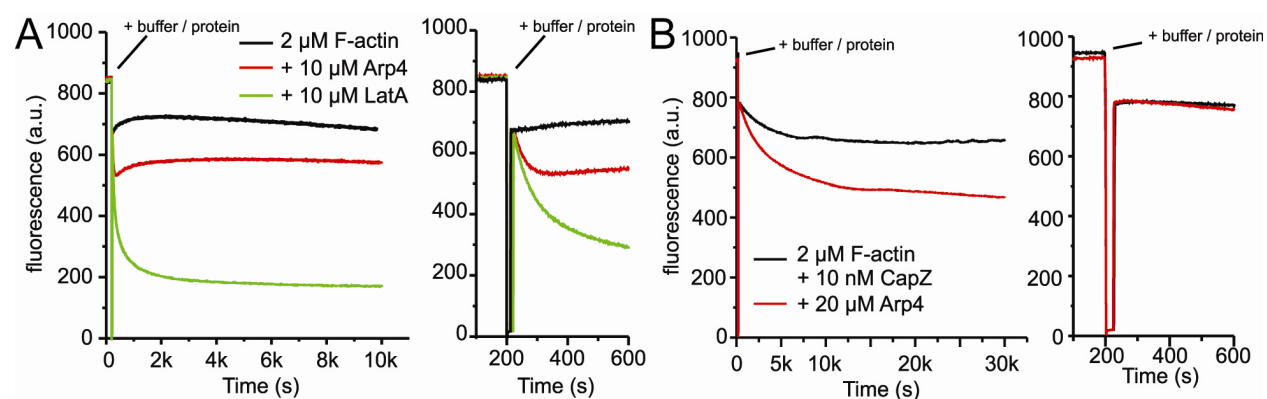 A
+ buffer / protein
2 µM F-actin
+ 10 µM Arp4
+ 10 µM LatA
fluorescence (a.u.)
1000
800
600
400
200
0
0 2k 4k 6k 8k 10k
Time (s)
+ buffer / protein
1000
800
600
400
200
0
200 400 600
Time (s)
B
+ buffer / protein
fluorescence (a.u.)
1000
800
600
400
200
0
2 µM F-actin
+ 10 nM CapZ
+ 20 µM Arp4
0 5k 10k 20k 30k
Time (s)
+ buffer / protein
1000
800
600
400
200
0
200 400 600
Time (s)